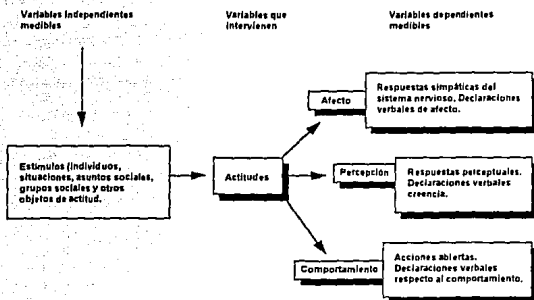 Variables independientes
medibles
Variables que
intervienen
Variables dependientes
medibles
Estímulos (individuos,
situaciones, asuntos sociales,
grupos sociales y otros
objetos de actitud.
Actitudes
Afecto
Respuestas simpáticas del
sistema nervioso. Declaraciones
verbales de afecto.
Percepción
Respuestas perceptuales.
Declaraciones verbales
creencia.
Comportamiento
Acciones abiertas.
Declaraciones verbales
respecto al comportamiento.